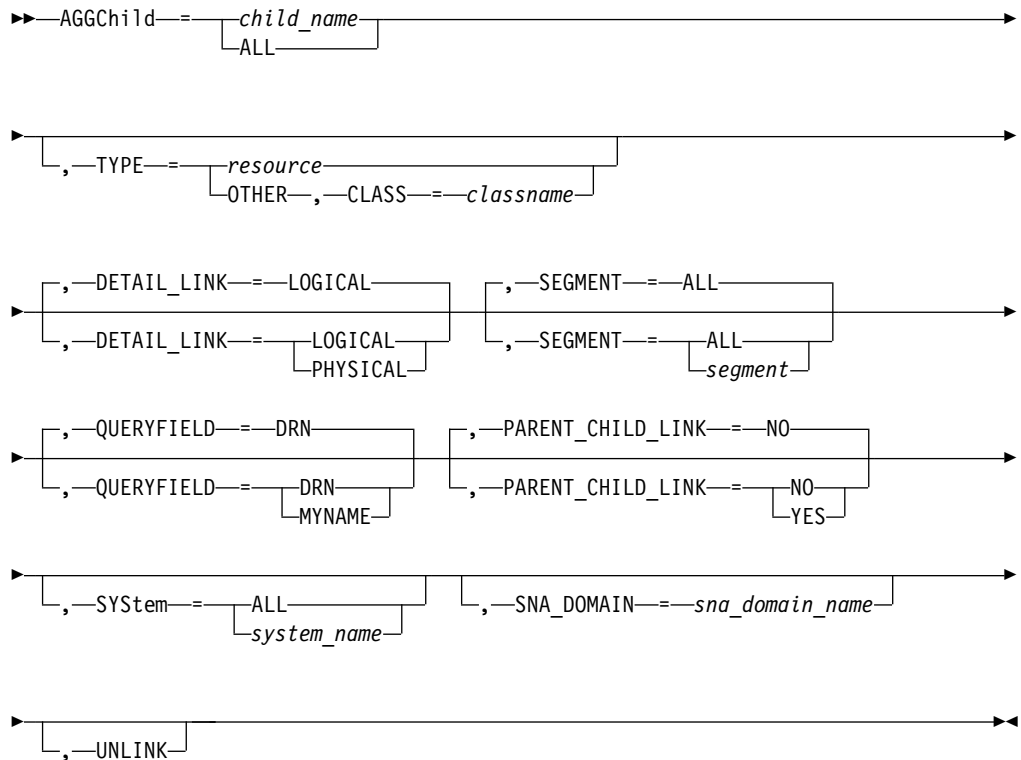 AGGChild = child_name
ALL
, TYPE = resource
OTHER , CLASS = classname
, DETAIL_LINK = LOGICAL , SEGMENT = ALL
, DETAIL_LINK = LOGICAL , SEGMENT = ALL
PHYSICAL segment
, QUERYFIELD = DRN , PARENT_CHILD_LINK = NO
, QUERYFIELD = DRN , PARENT_CHILD_LINK = NO
MYNAME YES
, SYStem = ALL , SNA_DOMAIN = sna_domain_name
system_name
, UNLINK